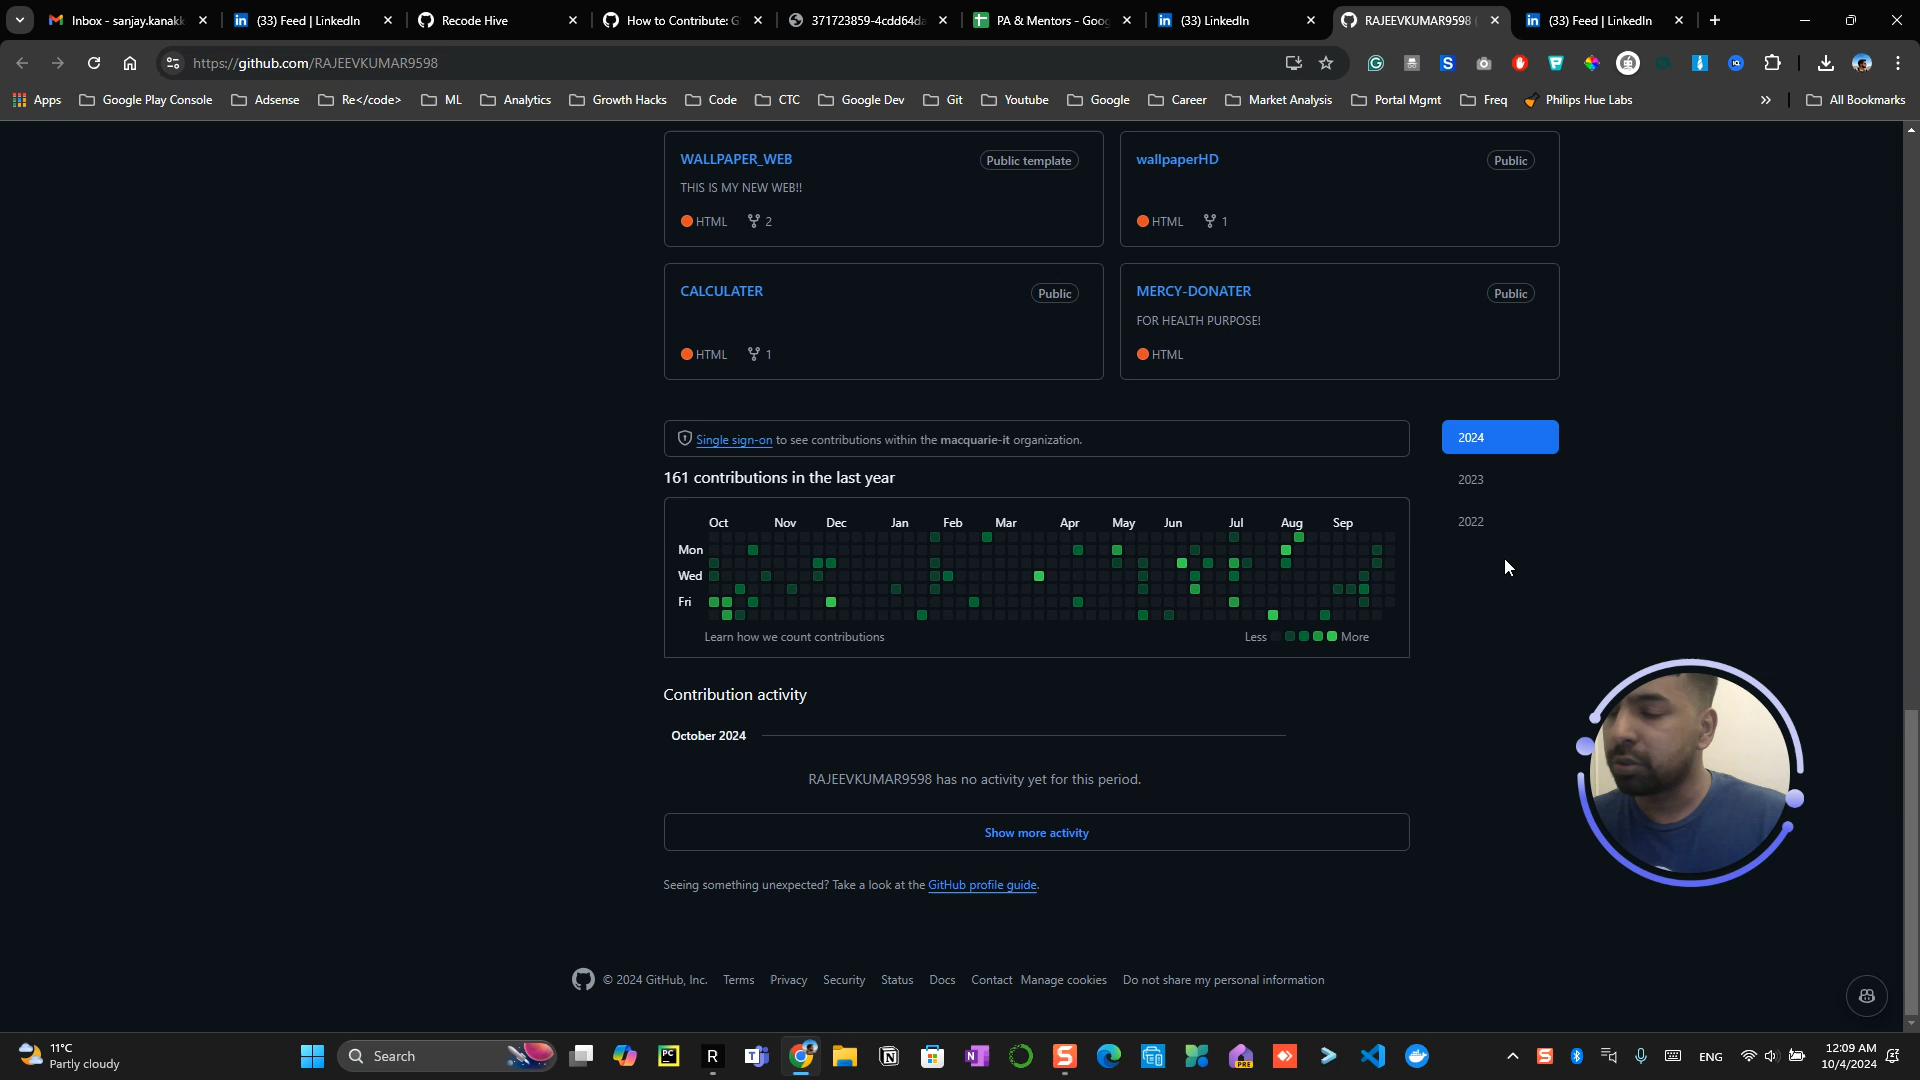 Inbox - sanjay.kanakk
(33) Feed | LinkedIn
Recode Hive
How to Contribute: G
371723859-4cdd64da
PA & Mentors - Goog
(33) LinkedIn
RAJEEVKUMAR9598 (
(33) Feed | LinkedIn
https://github.com/RAJEEVKUMAR9598
Apps
Google Play Console
Adsense
Re</code>
ML
Analytics
Growth Hacks
Code
CTC
Google Dev
Git
Youtube
Google
Career
Market Analysis
Portal Mgmt
Freq
Philips Hue Labs
All Bookmarks
WALLPAPER_WEB
Public template
THIS IS MY NEW WEB!!
HTML 2
wallpaperHD
Public
HTML 1
CALCULATER
Public
HTML 1
MERCY-DONATER
Public
FOR HEALTH PURPOSE!
HTML
Single sign-on to see contributions within the macquarie-it organization.
2024
2023
2022
161 contributions in the last year
Oct Nov Dec Jan Feb Mar Apr May Jun Jul Aug Sep
Mon
Wed
Fri
Learn how we count contributions
Less More
Contribution activity
October 2024
RAJEEVKUMAR9598 has no activity yet for this period.
Show more activity
Seeing something unexpected? Take a look at the GitHub profile guide.
© 2024 GitHub, Inc. Terms Privacy Security Status Docs Contact Manage cookies Do not share my personal information
11°C
Partly cloudy
Search
ENG
12:09 AM
10/4/2024